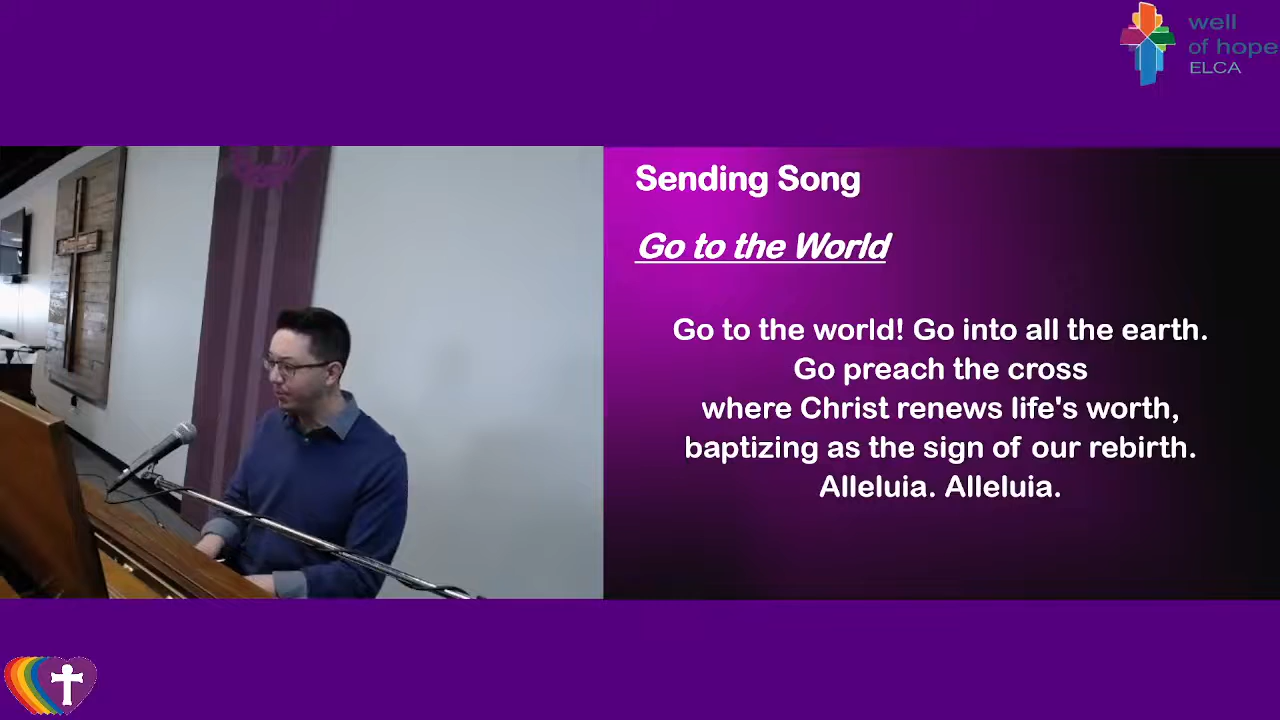 well
of hope
ELCA
Sending Song
Go to the World
Go to the world! Go into all the earth.
Go preach the cross
where Christ renews life's worth,
baptizing as the sign of our rebirth.
Alleluia. Alleluia.